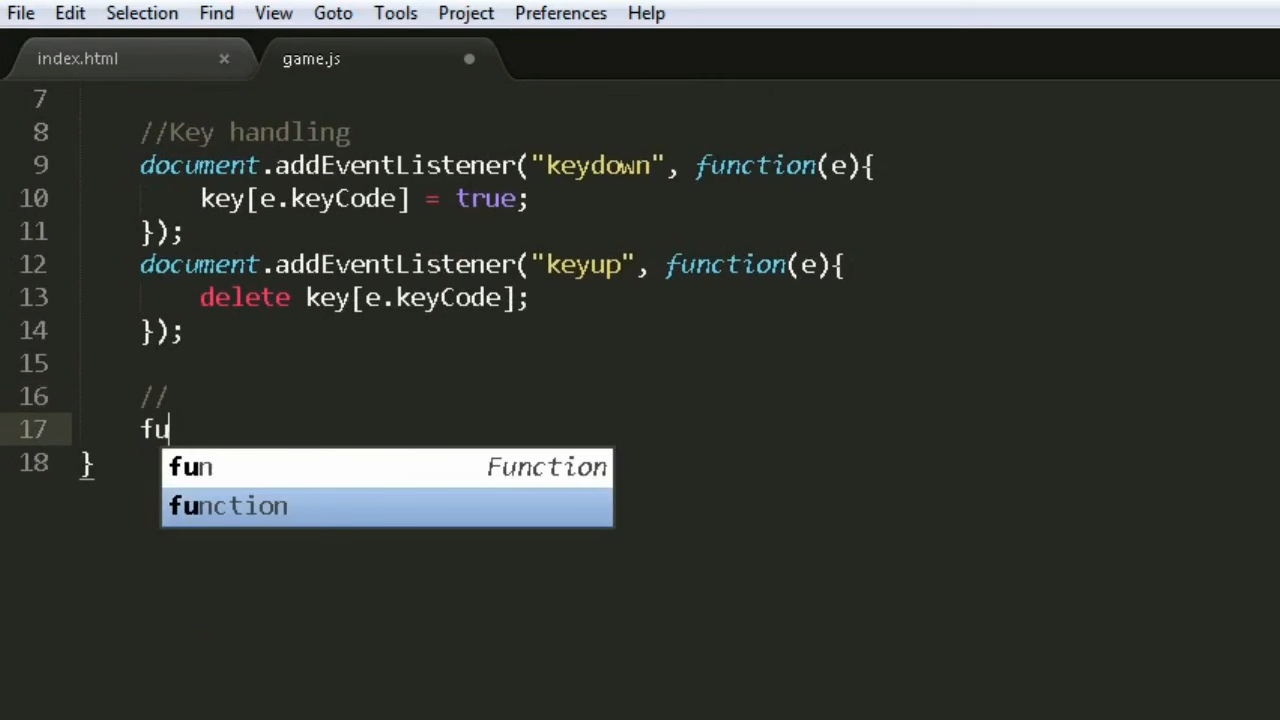 File Edit Selection Find View Goto Tools Project Preferences Help
index.html × game.js
7
8 //Key handling
9 document.addEventListener("keydown", function(e){
10 key[e.keyCode] = true;
11 });
12 document.addEventListener("keyup", function(e){
13 delete key[e.keyCode];
14 });
15
16 //
17 fu
18 }
fun Function
function